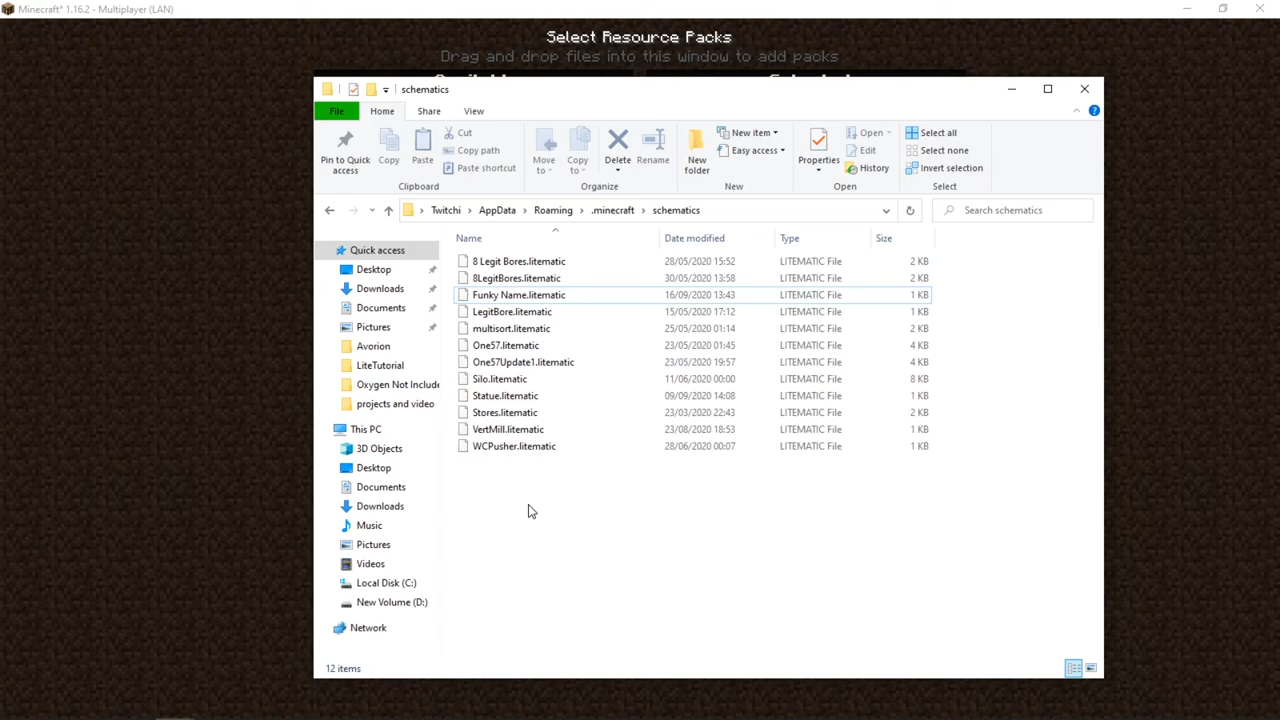 Minecraft* 1.16.2 - Multiplayer (LAN)
Select Resource Packs
Drag and drop files into this window to add packs
schematics
File Home Share View
Pin to Quick access
Copy
Paste
Cut
Copy path
Paste shortcut
Clipboard
Move to
Copy to
Delete
Rename
Organize
New folder
New item
Easy access
New
Properties
Open
Edit
History
Open
Select all
Select none
Invert selection
Select
Twitchi > AppData > Roaming > .minecraft > schematics
Search schematics
Name Date modified Type Size
8 Legit Bores.litematic 28/05/2020 15:52 LITEMATIC File 2 KB
8LegitBores.litematic 30/05/2020 13:58 LITEMATIC File 2 KB
Funky Name.litematic 16/09/2020 13:43 LITEMATIC File 1 KB
LegitBore.litematic 15/05/2020 17:12 LITEMATIC File 1 KB
multisort.litematic 25/05/2020 01:14 LITEMATIC File 2 KB
One57.litematic 23/05/2020 01:45 LITEMATIC File 4 KB
One57Update1.litematic 23/05/2020 19:57 LITEMATIC File 4 KB
Silo.litematic 11/06/2020 00:00 LITEMATIC File 8 KB
Statue.litematic 09/09/2020 14:08 LITEMATIC File 1 KB
Stores.litematic 23/03/2020 22:43 LITEMATIC File 2 KB
VertMill.litematic 23/08/2020 18:53 LITEMATIC File 1 KB
WCPusher.litematic 28/06/2020 00:07 LITEMATIC File 1 KB
Quick access
Desktop
Downloads
Documents
Pictures
Avorion
LiteTutorial
Oxygen Not Include
projects and video
This PC
3D Objects
Desktop
Documents
Downloads
Music
Pictures
Videos
Local Disk (C:)
New Volume (D:)
Network
12 items